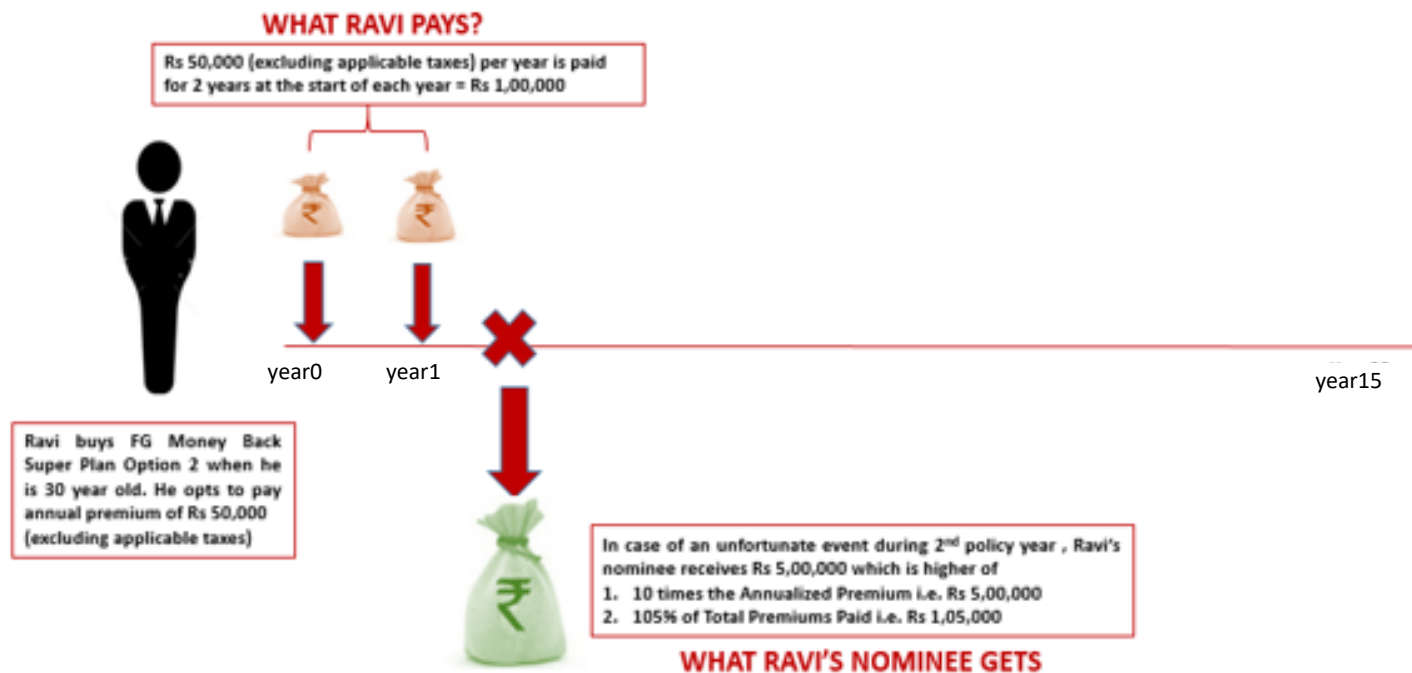 WHAT RAVI PAYS?
Rs 50,000 (excluding applicable taxes) per year is paid
for 2 years at the start of each year = Rs 1,00,000
₹
₹
year0
year1
year15
Ravi buys FG Money Back
Super Plan Option 2 when he
is 30 year old. He opts to pay
annual premium of Rs 50,000
(excluding applicable taxes)
₹
In case of an unfortunate event during 2nd policy year , Ravi's
nominee receives Rs 5,00,000 which is higher of
1. 10 times the Annualized Premium i.e. Rs 5,00,000
2. 105% of Total Premiums Paid i.e. Rs 1,05,000
WHAT RAVI'S NOMINEE GETS